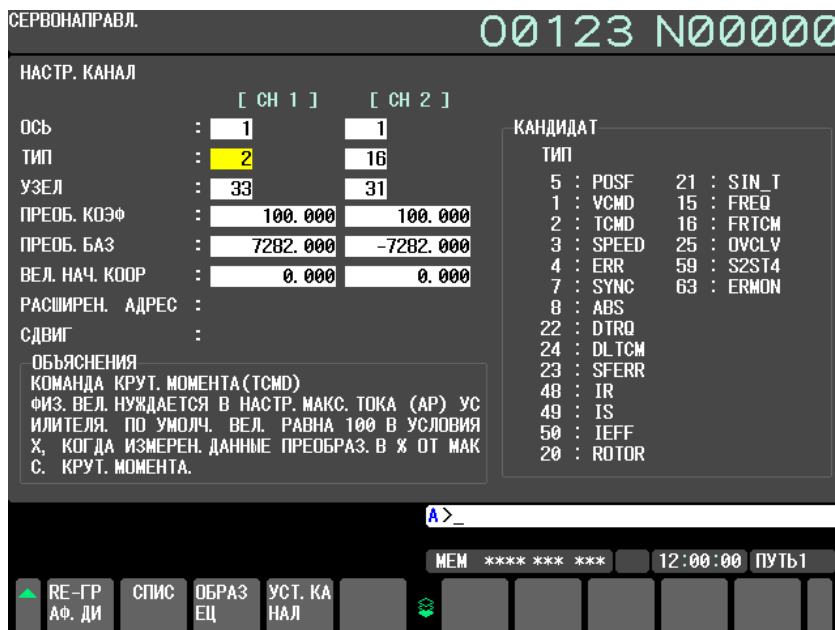 СЕРВОНАПРАВЛ.
O0123 N00000
НАСТР. КАНАЛ
[ CH 1 ] [ CH 2 ]
ОСЬ : 1 1
ТИП : 2 16
УЗЕЛ : 33 31
ПРЕОБ. КОЭФ : 100.000 100.000
ПРЕОБ. БАЗ : 7282.000 -7282.000
ВЕЛ. НАЧ. КООР : 0.000 0.000
РАСШИРЕН. АДРЕС :
СДВИГ :
ОБЪЯСНЕНИЯ
КОМАНДА КРУТ. МОМЕНТА(TCMD)
ФИЗ. ВЕЛ. НУЖДАЕТСЯ В НАСТР. МАКС. ТОКА (AP) УС
ИЛИТЕЛЯ. ПО УМОЛЧ. ВЕЛ. РАВНА 100 В УСЛОВИЯ
Х, КОГДА ИЗМЕРЕН. ДАННЫЕ ПРЕОБРАЗ. В % ОТ МАК
С. КРУТ. МОМЕНТА.
КАНДИДАТ
ТИП
5 : POSF 21 : SIN_T
1 : VCMD 15 : FREQ
2 : TCMD 16 : FRTCM
3 : SPEED 25 : OVCLV
4 : ERR 59 : S2ST4
7 : SYNC 63 : ERMON
8 : ABS
22 : DTRQ
24 : DLTCM
23 : SFERR
48 : IR
49 : IS
50 : IEFF
20 : ROTOR
A >_
MEM **** *** *** 12:00:00 ПУТЬ1
RE-ГР СПИС ОБРАЗ УСТ. КА
АФ. ДИ ЕЦ НАЛ